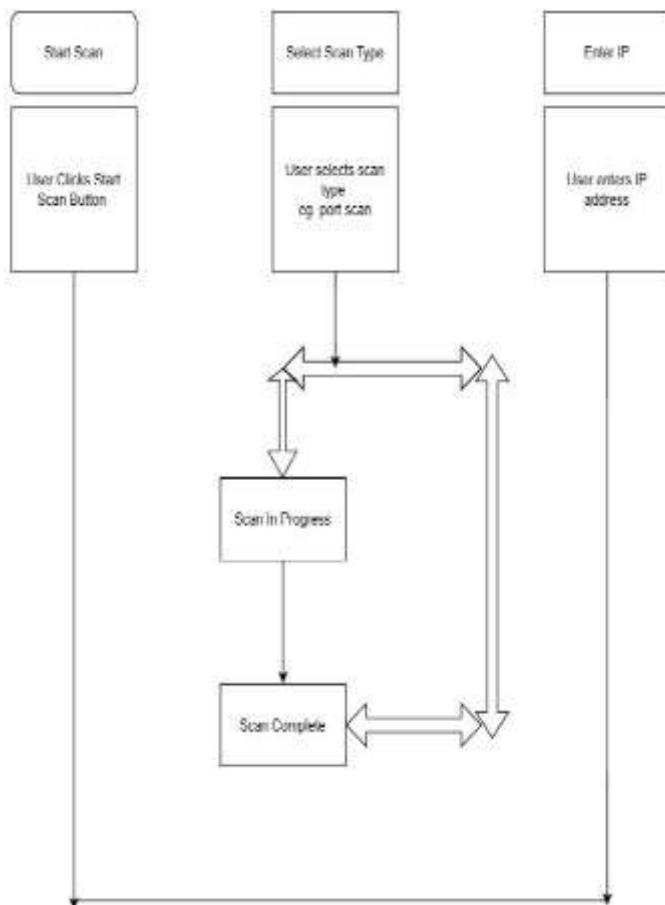 Start Scan
Select Scan Type
Enter IP
User Clicks Start
Scan Button
User selects scan
type
eg. port scan
User enters IP
address
Scan In Progress
Scan Complete